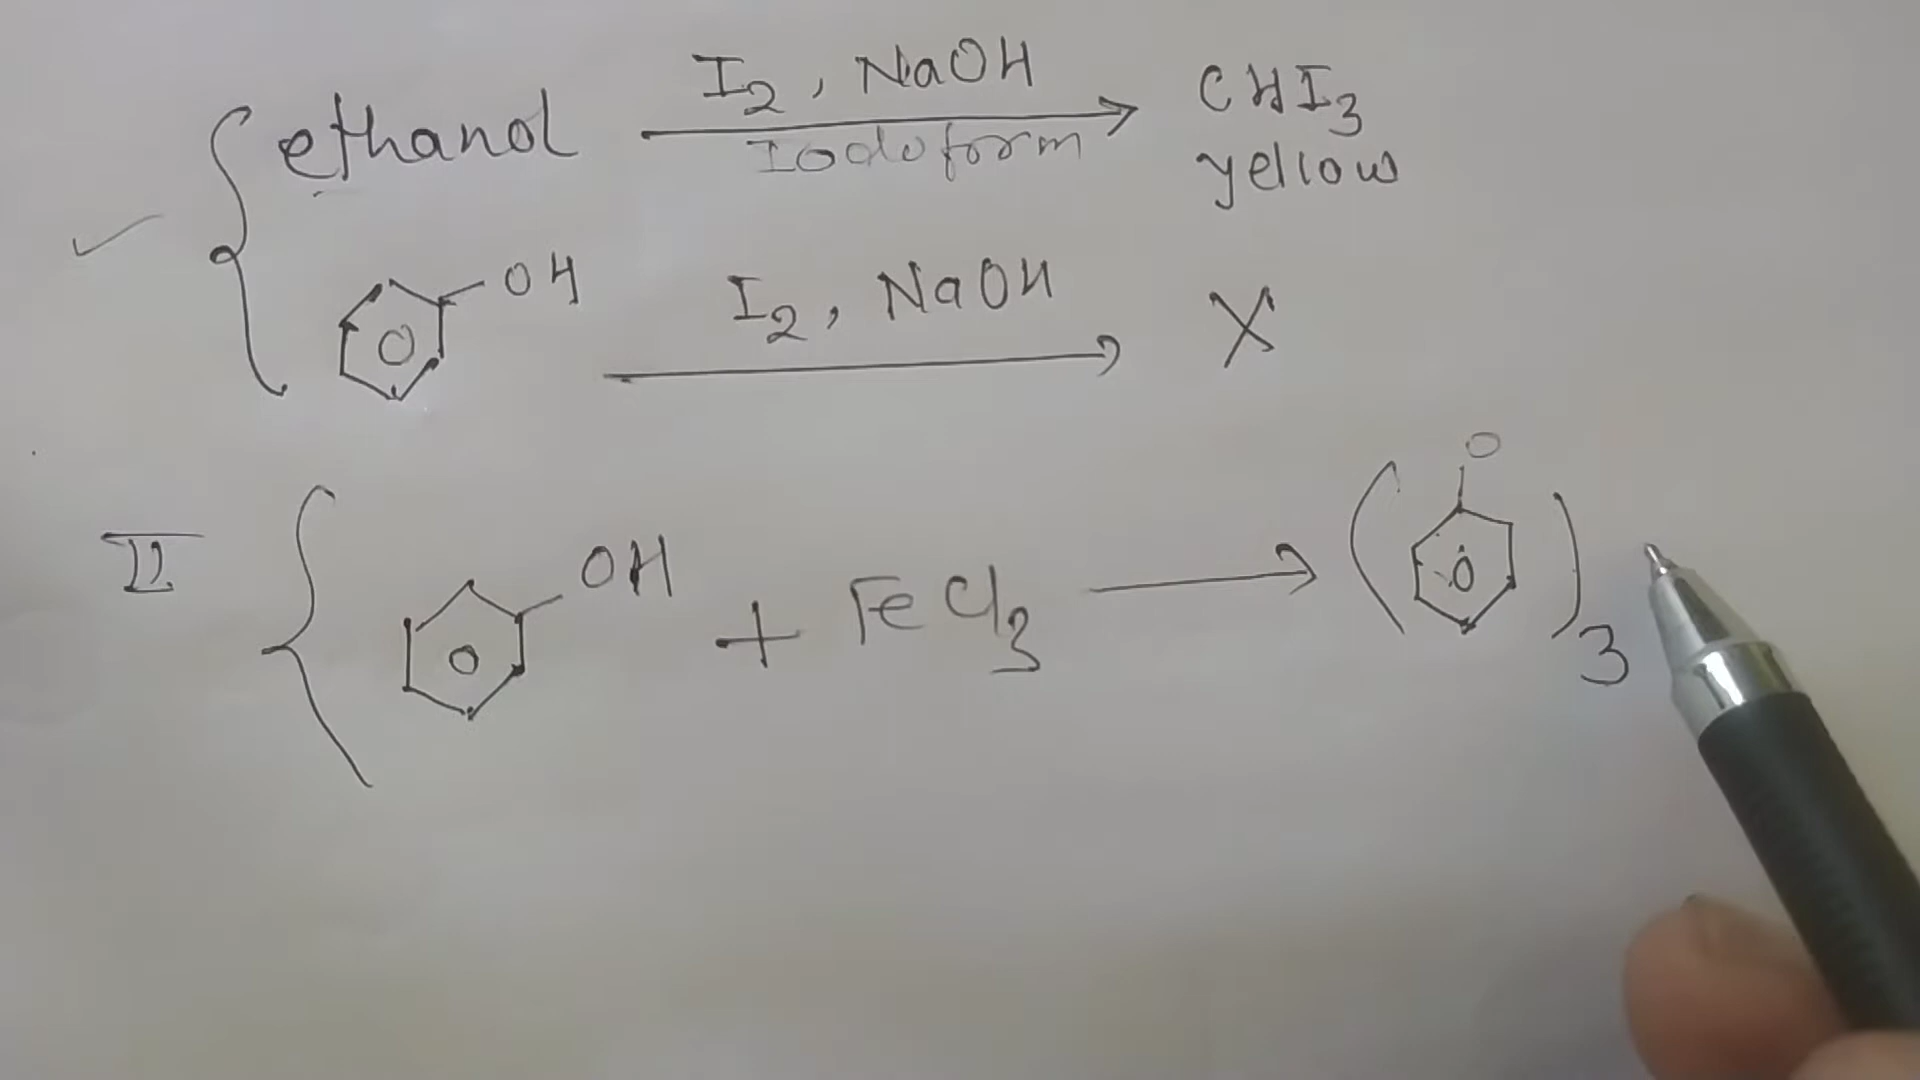 ethanol I2, NaOH CHI3
Iodoform yellow
OH I2, NaOH X
II OH + FeCl3 ( O )3